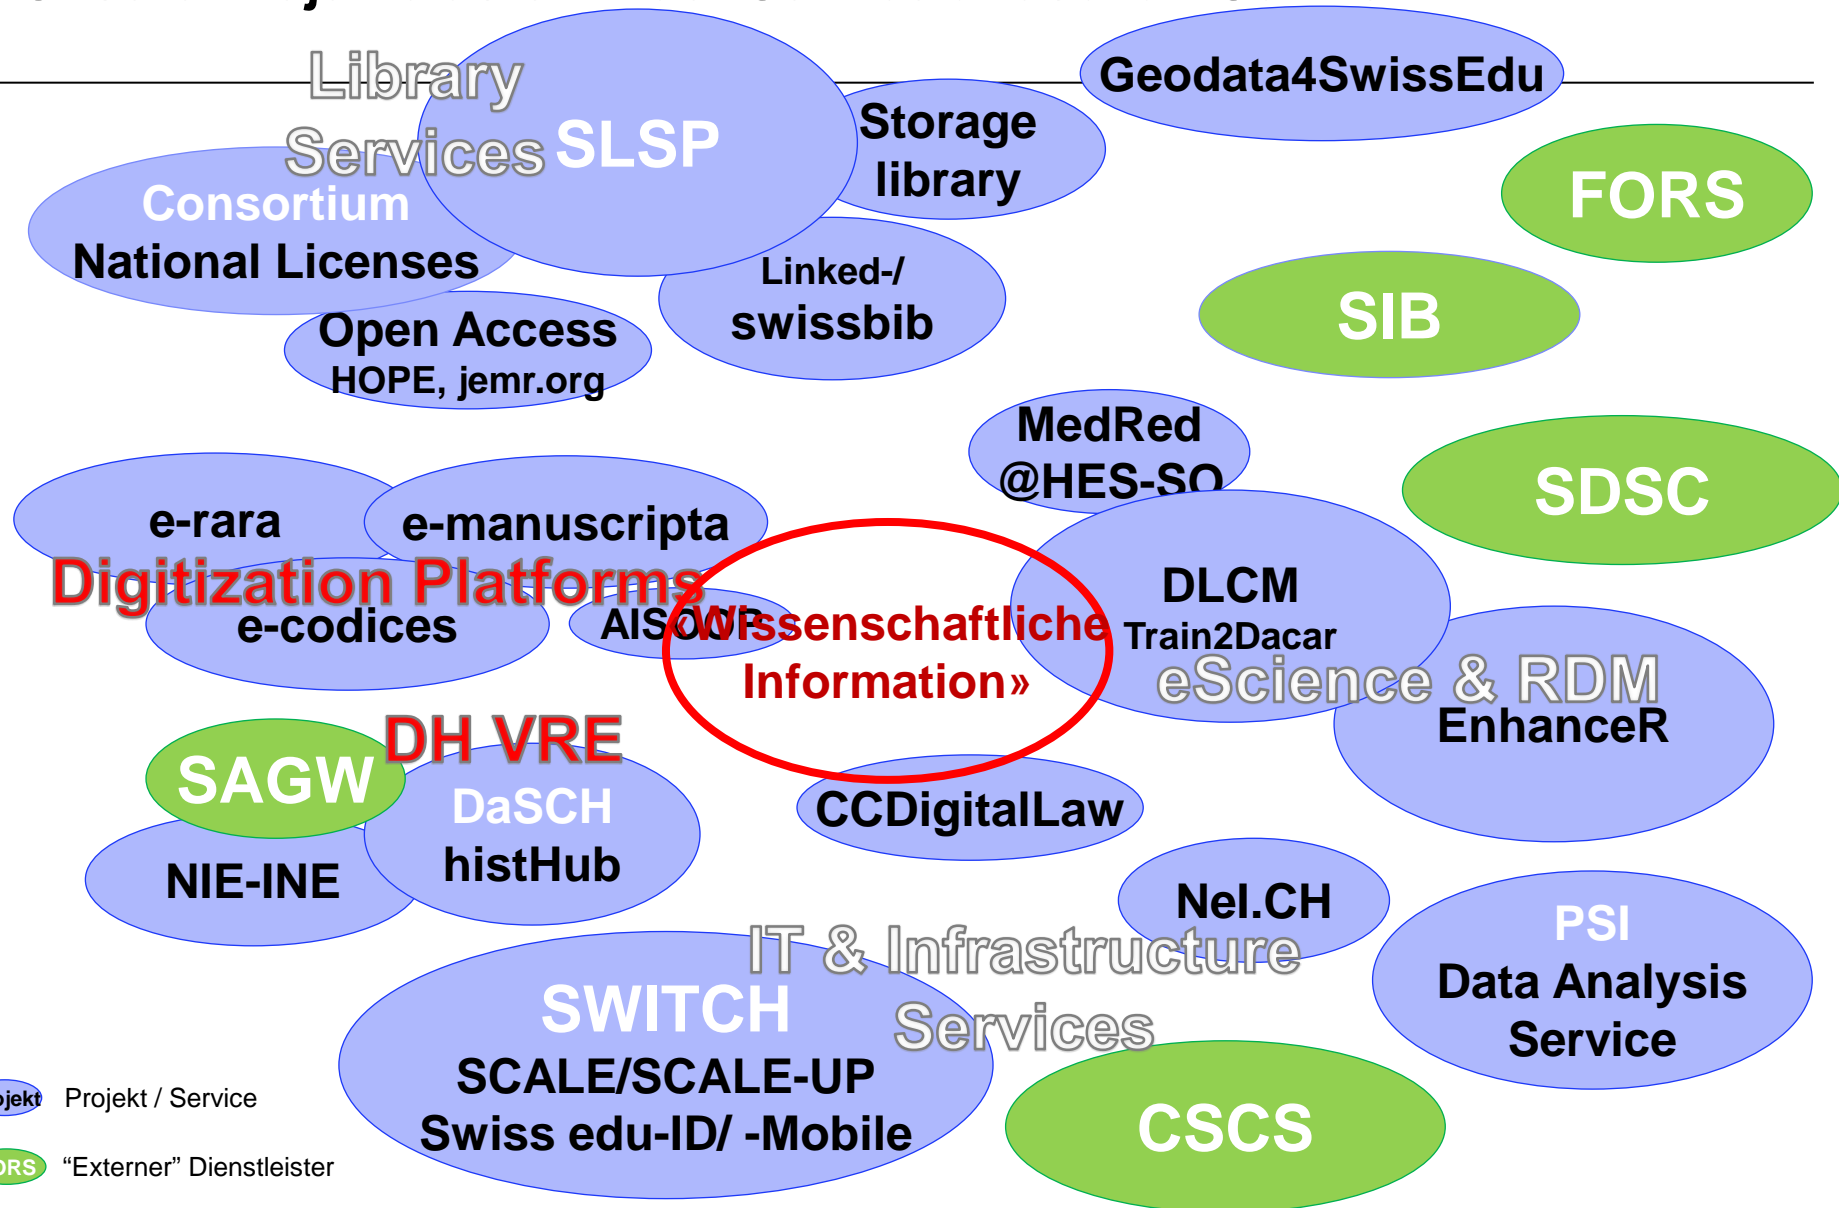 Library
Services
SLSP
Storage
library
Geodata4SwissEdu
FORS
Consortium
National Licenses
Linked-/
swissbib
SIB
Open Access
HOPE, jemr.org
MedRed
@HES-SO
SDSC
e-rara
e-manuscripta
Digitization Platforms
e-codices
AISOOP
«Wissenschaftliche
Information»
DLCM
Train2Dacar
eScience & RDM
EnhanceR
DH VRE
SAGW
DaSCH
histHub
NIE-INE
CCDigitalLaw
Nel.CH
IT & Infrastructure
Services
PSI
Data Analysis
Service
SWITCH
SCALE/SCALE-UP
Swiss edu-ID/ -Mobile
CSCS
Projekt / Service
“Externer” Dienstleister